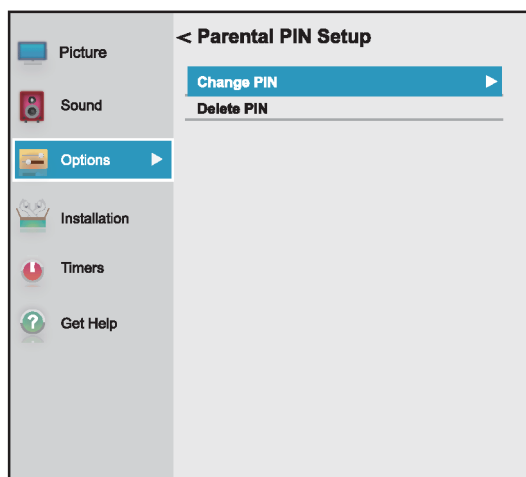 Picture
Sound
Options
Installation
Timers
Get Help
< Parental PIN Setup
Change PIN
Delete PIN